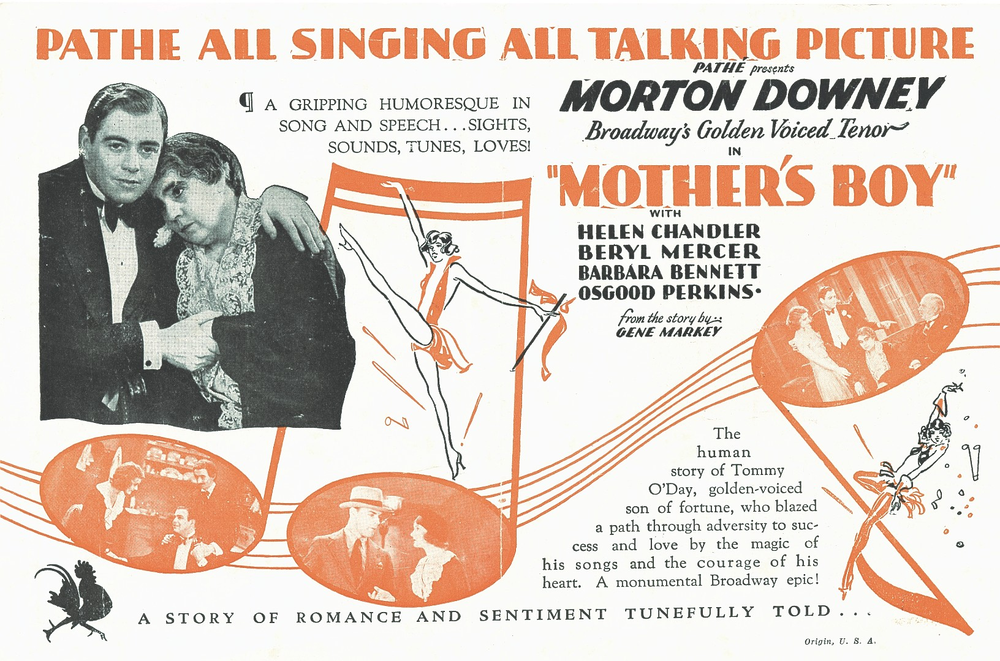 PATHE ALL SINGING ALL TALKING PICTURE
¶ A GRIPPING HUMORESQUE IN
SONG AND SPEECH...SIGHTS,
SOUNDS, TUNES, LOVES!
PATHÉ presents
MORTON DOWNEY
Broadway's Golden Voiced Tenor
IN
"MOTHER'S BOY"
WITH
HELEN CHANDLER
BERYL MERCER
BARBARA BENNETT
OSGOOD PERKINS·
from the story by
GENE MARKEY
The
human
story of Tommy
O'Day, golden-voiced
son of fortune, who blazed
a path through adversity to suc-
cess and love by the magic of
his songs and the courage of his
heart. A monumental Broadway epic!
A STORY OF ROMANCE AND SENTIMENT TUNEFULLY TOLD....
Origin, U. S. A.